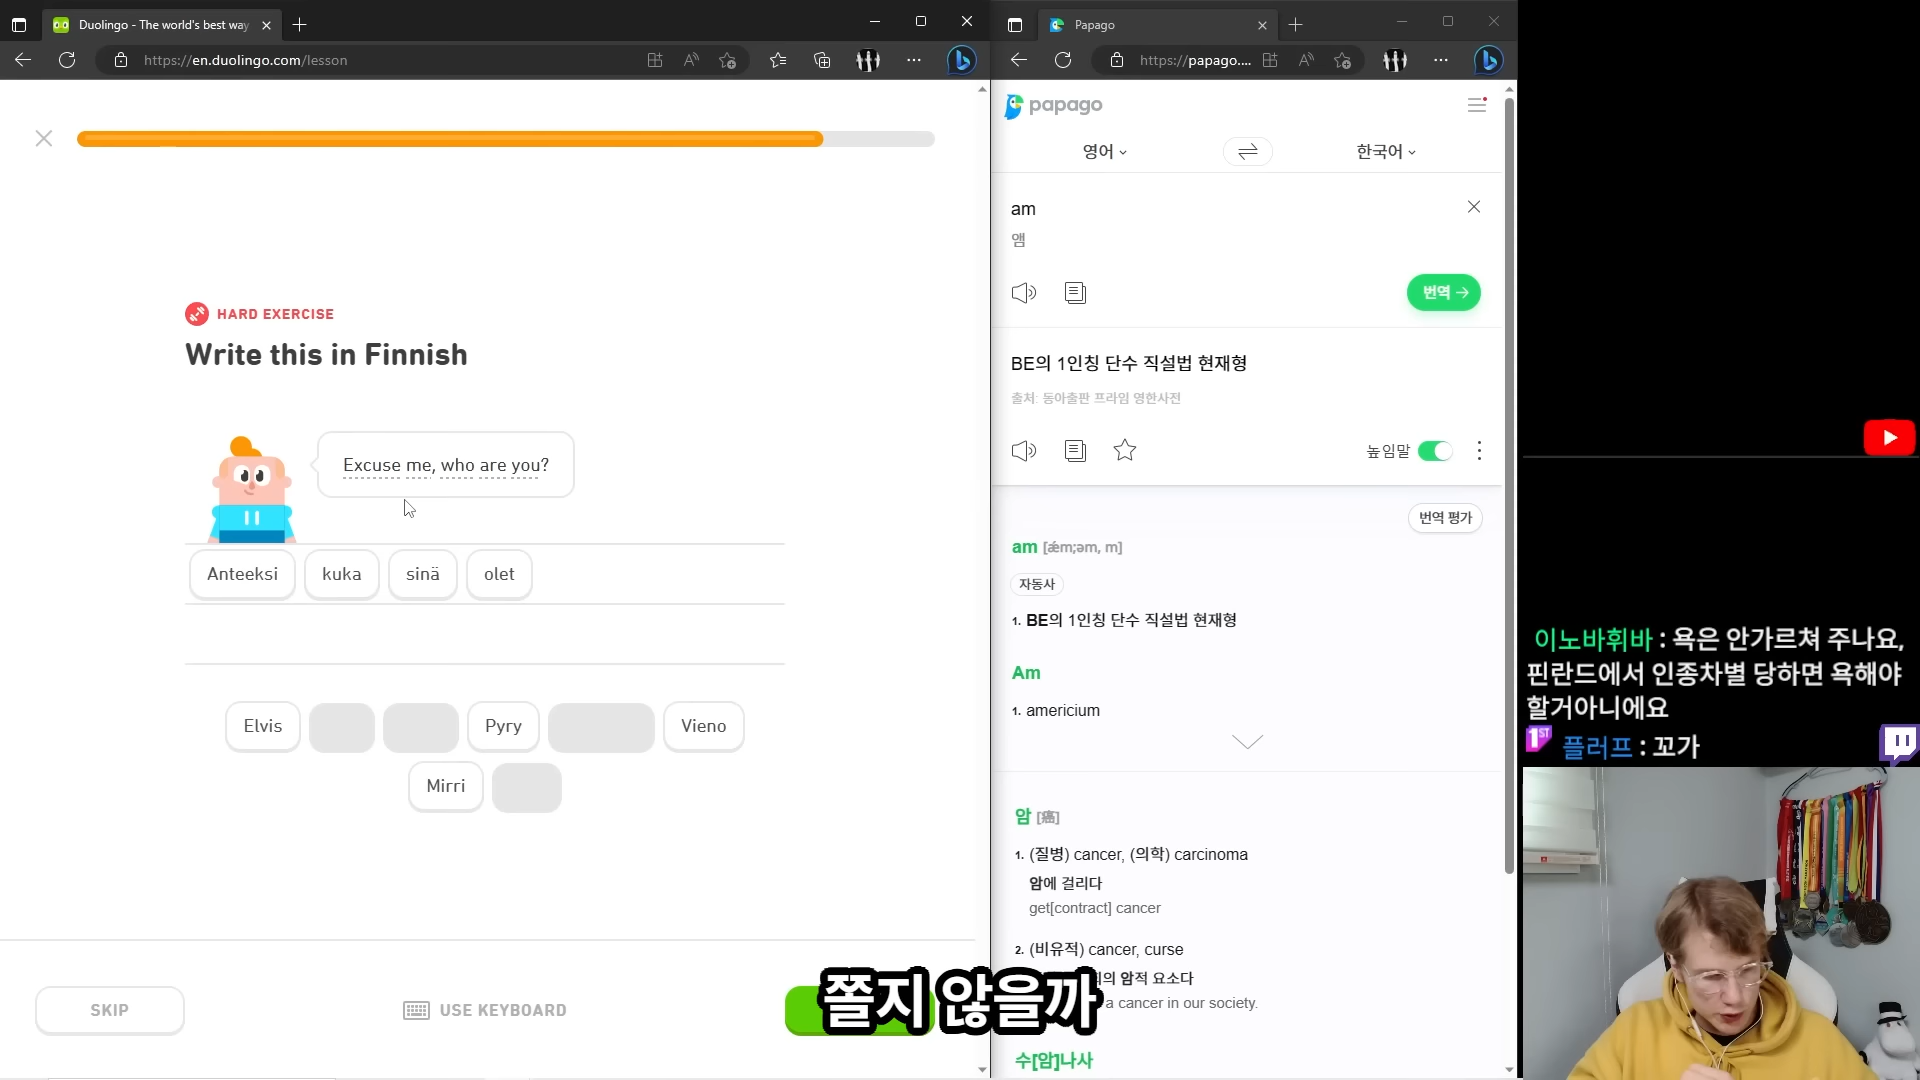 Duolingo - The world's best way
https://en.duolingo.com/lesson
HARD EXERCISE
Write this in Finnish
Excuse me, who are you?
Anteeksi kuka sinä olet
Elvis Pyry Vieno
Mirri
SKIP
USE KEYBOARD
Papago
https://papago....
papago
영어 한국어
am
앰
번역
BE의 1인칭 단수 직설법 현재형
출처: 동아출판 프라임 영한사전
높임말
번역 평가
am [ǽm;əm, m]
자동사
1. BE의 1인칭 단수 직설법 현재형
Am
1. americium
암 [癌]
1. (질병) cancer, (의학) carcinoma
암에 걸리다
get[contract] cancer
2. (비유적) cancer, curse
암적 요소다
a cancer in our society.
수[암]나사
쫄지 않을까
이노바휘바 : 욕은 안가르쳐 주나요,
핀란드에서 인종차별 당하면 욕해야
할거아니에요
1ST 플러프 : 꼬가